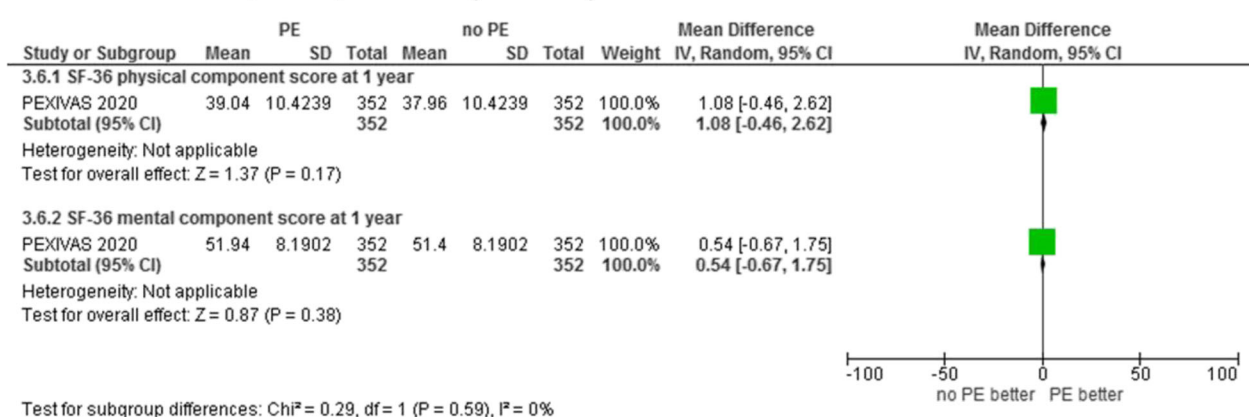 PE no PE Mean Difference Mean Difference
Study or Subgroup Mean SD Total Mean SD Total Weight IV, Random, 95% CI IV, Random, 95% CI
3.6.1 SF-36 physical component score at 1 year
PEXIVAS 2020 39.04 10.4239 352 37.96 10.4239 352 100.0% 1.08 [-0.46, 2.62]
Subtotal (95% CI) 352 352 100.0% 1.08 [-0.46, 2.62]
Heterogeneity: Not applicable
Test for overall effect: Z = 1.37 (P = 0.17)
3.6.2 SF-36 mental component score at 1 year
PEXIVAS 2020 51.94 8.1902 352 51.4 8.1902 352 100.0% 0.54 [-0.67, 1.75]
Subtotal (95% CI) 352 352 100.0% 0.54 [-0.67, 1.75]
Heterogeneity: Not applicable
Test for overall effect: Z = 0.87 (P = 0.38)
-100 -50 0 50 100
no PE better PE better
Test for subgroup differences: Chi² = 0.29, df = 1 (P = 0.59), I² = 0%